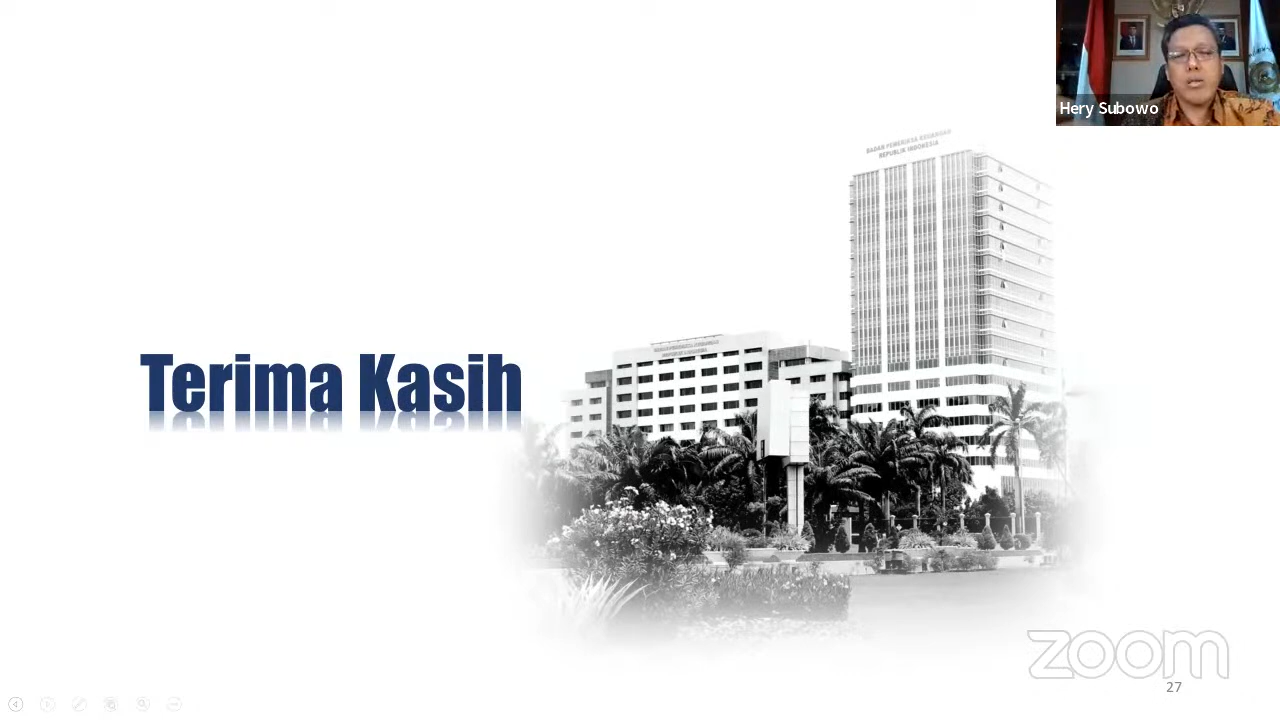 Hery Subowo
BADAN PEMERIKSA KEUANGAN
REPUBLIK INDONESIA
Terima Kasih
zoom
27